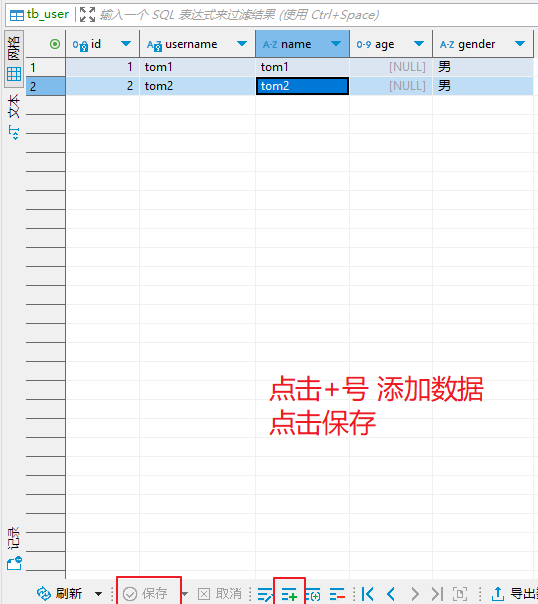 tb_user 输入一个 SQL 表达式来过滤结果 (使用 Ctrl+Space)
网格
文本
记录
id username name age gender
1 1 tom1 tom1 [NULL] 男
2 2 tom2 tom2 [NULL] 男
点击+号 添加数据
点击保存
刷新 保存 取消 导出